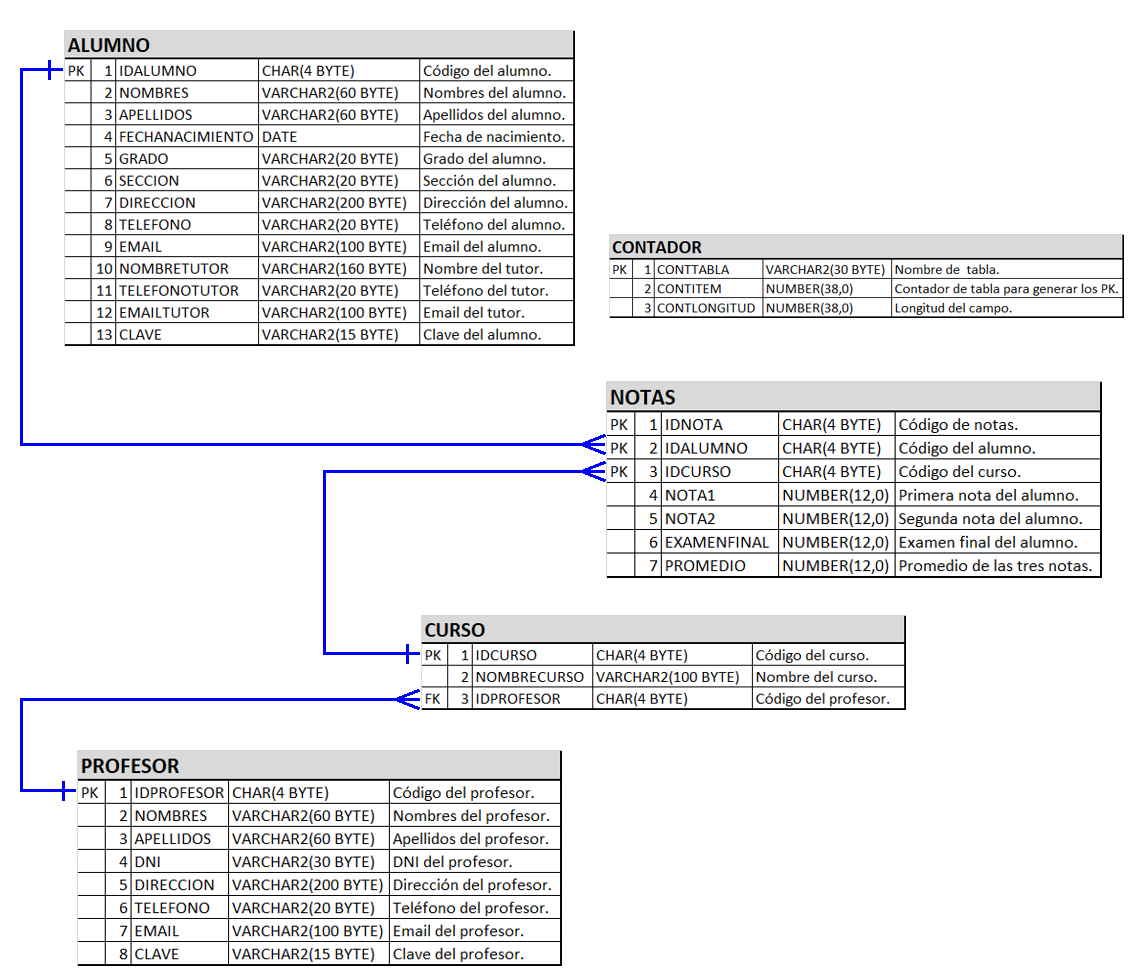 ALUMNO
PK 1 IDALUMNO CHAR(4 BYTE) Código del alumno.
2 NOMBRES VARCHAR2(60 BYTE) Nombres del alumno.
3 APELLIDOS VARCHAR2(60 BYTE) Apellidos del alumno.
4 FECHANACIMIENTO DATE Fecha de nacimiento.
5 GRADO VARCHAR2(20 BYTE) Grado del alumno.
6 SECCION VARCHAR2(20 BYTE) Sección del alumno.
7 DIRECCION VARCHAR2(200 BYTE) Dirección del alumno.
8 TELEFONO VARCHAR2(20 BYTE) Teléfono del alumno.
9 EMAIL VARCHAR2(100 BYTE) Email del alumno.
10 NOMBRETUTOR VARCHAR2(160 BYTE) Nombre del tutor.
11 TELEFONOTUTOR VARCHAR2(20 BYTE) Teléfono del tutor.
12 EMAILTUTOR VARCHAR2(100 BYTE) Email del tutor.
13 CLAVE VARCHAR2(15 BYTE) Clave del alumno.
CONTADOR
PK 1 CONTTABLA VARCHAR2(30 BYTE) Nombre de tabla.
2 CONTITEM NUMBER(38,0) Contador de tabla para generar los PK.
3 CONTLONGITUD NUMBER(38,0) Longitud del campo.
NOTAS
PK 1 IDNOTA CHAR(4 BYTE) Código de notas.
PK 2 IDALUMNO CHAR(4 BYTE) Código del alumno.
PK 3 IDCURSO CHAR(4 BYTE) Código del curso.
4 NOTA1 NUMBER(12,0) Primera nota del alumno.
5 NOTA2 NUMBER(12,0) Segunda nota del alumno.
6 EXAMENFINAL NUMBER(12,0) Examen final del alumno.
7 PROMEDIO NUMBER(12,0) Promedio de las tres notas.
CURSO
PK 1 IDCURSO CHAR(4 BYTE) Código del curso.
2 NOMBRECURSO VARCHAR2(100 BYTE) Nombre del curso.
FK 3 IDPROFESOR CHAR(4 BYTE) Código del profesor.
PROFESOR
PK 1 IDPROFESOR CHAR(4 BYTE) Código del profesor.
2 NOMBRES VARCHAR2(60 BYTE) Nombres del profesor.
3 APELLIDOS VARCHAR2(60 BYTE) Apellidos del profesor.
4 DNI VARCHAR2(30 BYTE) DNI del profesor.
5 DIRECCION VARCHAR2(200 BYTE) Dirección del profesor.
6 TELEFONO VARCHAR2(20 BYTE) Teléfono del profesor.
7 EMAIL VARCHAR2(100 BYTE) Email del profesor.
8 CLAVE VARCHAR2(15 BYTE) Clave del profesor.